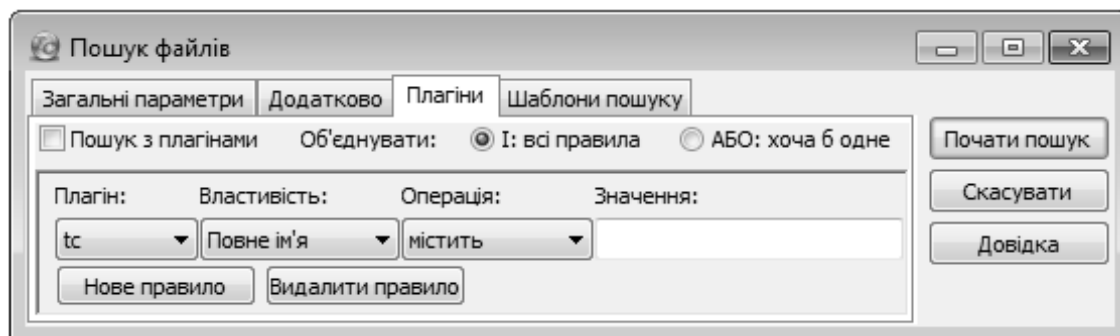 Пошук файлів
Загальні параметри Додатково Плагіни Шаблони пошуку
Пошук з плагінами Об'єднувати: І: всі правила АБО: хоча б одне
Почати пошук
Плагін: Властивість: Операція: Значення:
Скасувати
tc Повне ім'я містить
Довідка
Нове правило Видалити правило